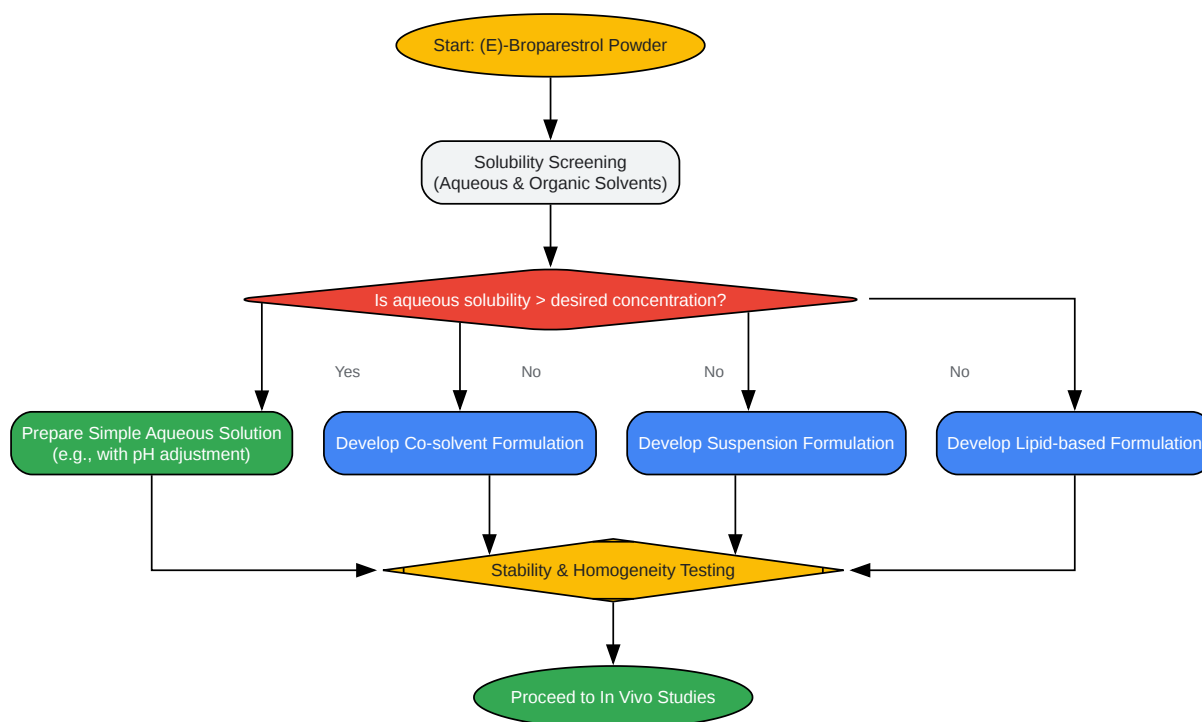 Start: (E)-Broparestrol Powder
Solubility Screening
(Aqueous & Organic Solvents)
Is aqueous solubility > desired concentration?
Yes
No
No
No
Prepare Simple Aqueous Solution
(e.g., with pH adjustment)
Develop Co-solvent Formulation
Develop Suspension Formulation
Develop Lipid-based Formulation
Stability & Homogeneity Testing
Proceed to In Vivo Studies